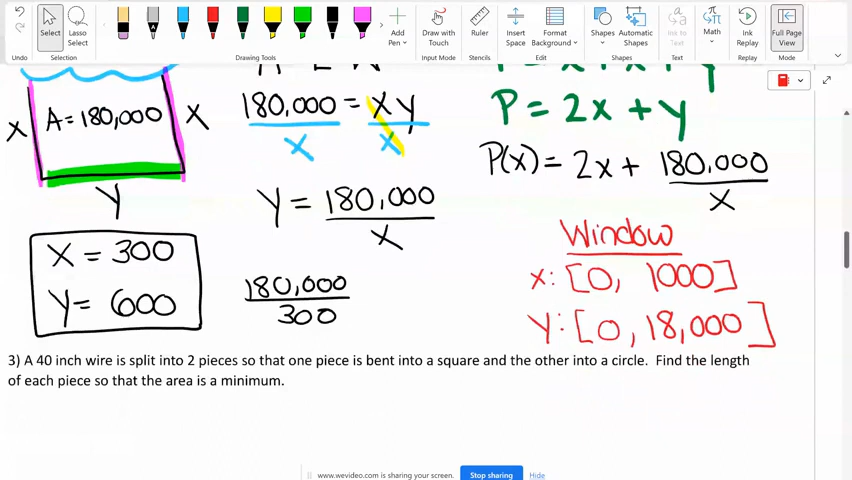 Select
Lasso Select
Add Pen
Draw with Touch
Ruler
Insert Space
Format Background
Shapes
Automatic Shapes
Ink to Text
Math
Ink Replay
Full Page View
Undo
Tools
Drawing Tools
Input Mode
Stencils
Edit
Convert
Replay
Mode
180,000 = xy
x x
x A = 180,000 x
y
P = 2x + y
P(x) = 2x + 180,000
x
y = 180,000
x
x = 300
y = 600
180,000
300
Window
x: [0, 1000]
y: [0, 18,000]
3) A 40 inch wire is split into 2 pieces so that one piece is bent into a square and the other into a circle. Find the length
of each piece so that the area is a minimum.
www.wevideo.com is sharing your screen. Stop sharing Hide